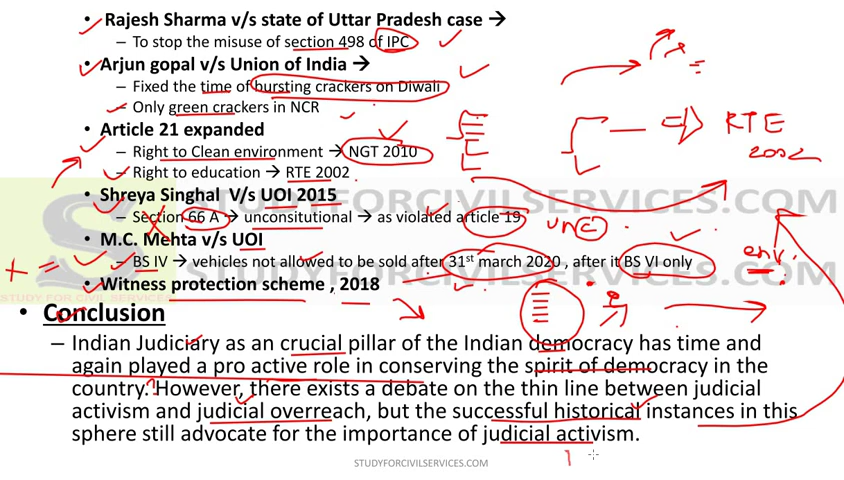 • Rajesh Sharma v/s state of Uttar Pradesh case →
– To stop the misuse of section 498 of IPC
• Arjun gopal v/s Union of India →
– Fixed the time of bursting crackers on Diwali
– Only green crackers in NCR
• Article 21 expanded
– Right to Clean environment → NGT 2010
– Right to education → RTE 2002
RTE
2002
• Shreya Singhal V/s UOI 2015
– Section 66 A → unconsitutional → as violated article 19
• M.C. Mehta v/s UOI
– BS IV → vehicles not allowed to be sold after 31st march 2020 , after it BS VI only
env.
• Witness protection scheme , 2018
STUDYFORCIVILSERVICES.COM
STUDYFORCIVILSERVICES.COM
STUDY FOR CIVIL SERVICES
• Conclusion
– Indian Judiciary as an crucial pillar of the Indian democracy has time and
again played a pro active role in conserving the spirit of democracy in the
country. However, there exists a debate on the thin line between judicial
activism and judicial overreach, but the successful historical instances in this
sphere still advocate for the importance of judicial activism.
STUDYFORCIVILSERVICES.COM